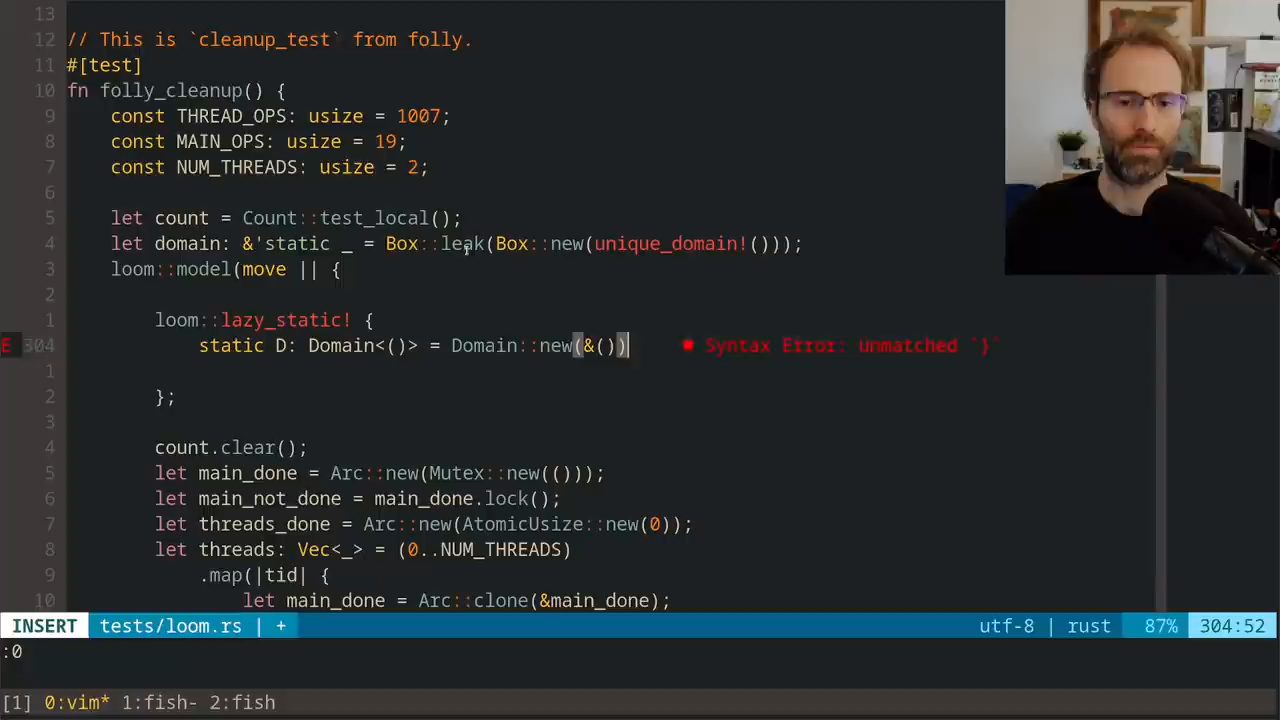 13
12 // This is `cleanup_test` from folly.
11 #[test]
10 fn folly_cleanup() {
9 const THREAD_OPS: usize = 1007;
8 const MAIN_OPS: usize = 19;
7 const NUM_THREADS: usize = 2;
6
5 let count = Count::test_local();
4 let domain: &'static _ = Box::leak(Box::new(unique_domain!()));
3 loom::model(move || {
2
1 loom::lazy_static! {
E 304 static D: Domain<()> = Domain::new(&()) ■ Syntax Error: Unmatched `}`
1
2 };
3
4 count.clear();
5 let main_done = Arc::new(Mutex::new(()));
6 let main_not_done = main_done.lock();
7 let threads_done = Arc::new(AtomicUsize::new(0));
8 let threads: Vec<_> = (0..NUM_THREADS)
9 .map(|tid| {
10 let main_done = Arc::clone(&main_done);
INSERT tests/loom.rs | + utf-8 | rust 87% 304:52
:0
[1] 0:vim* 1:fish- 2:fish